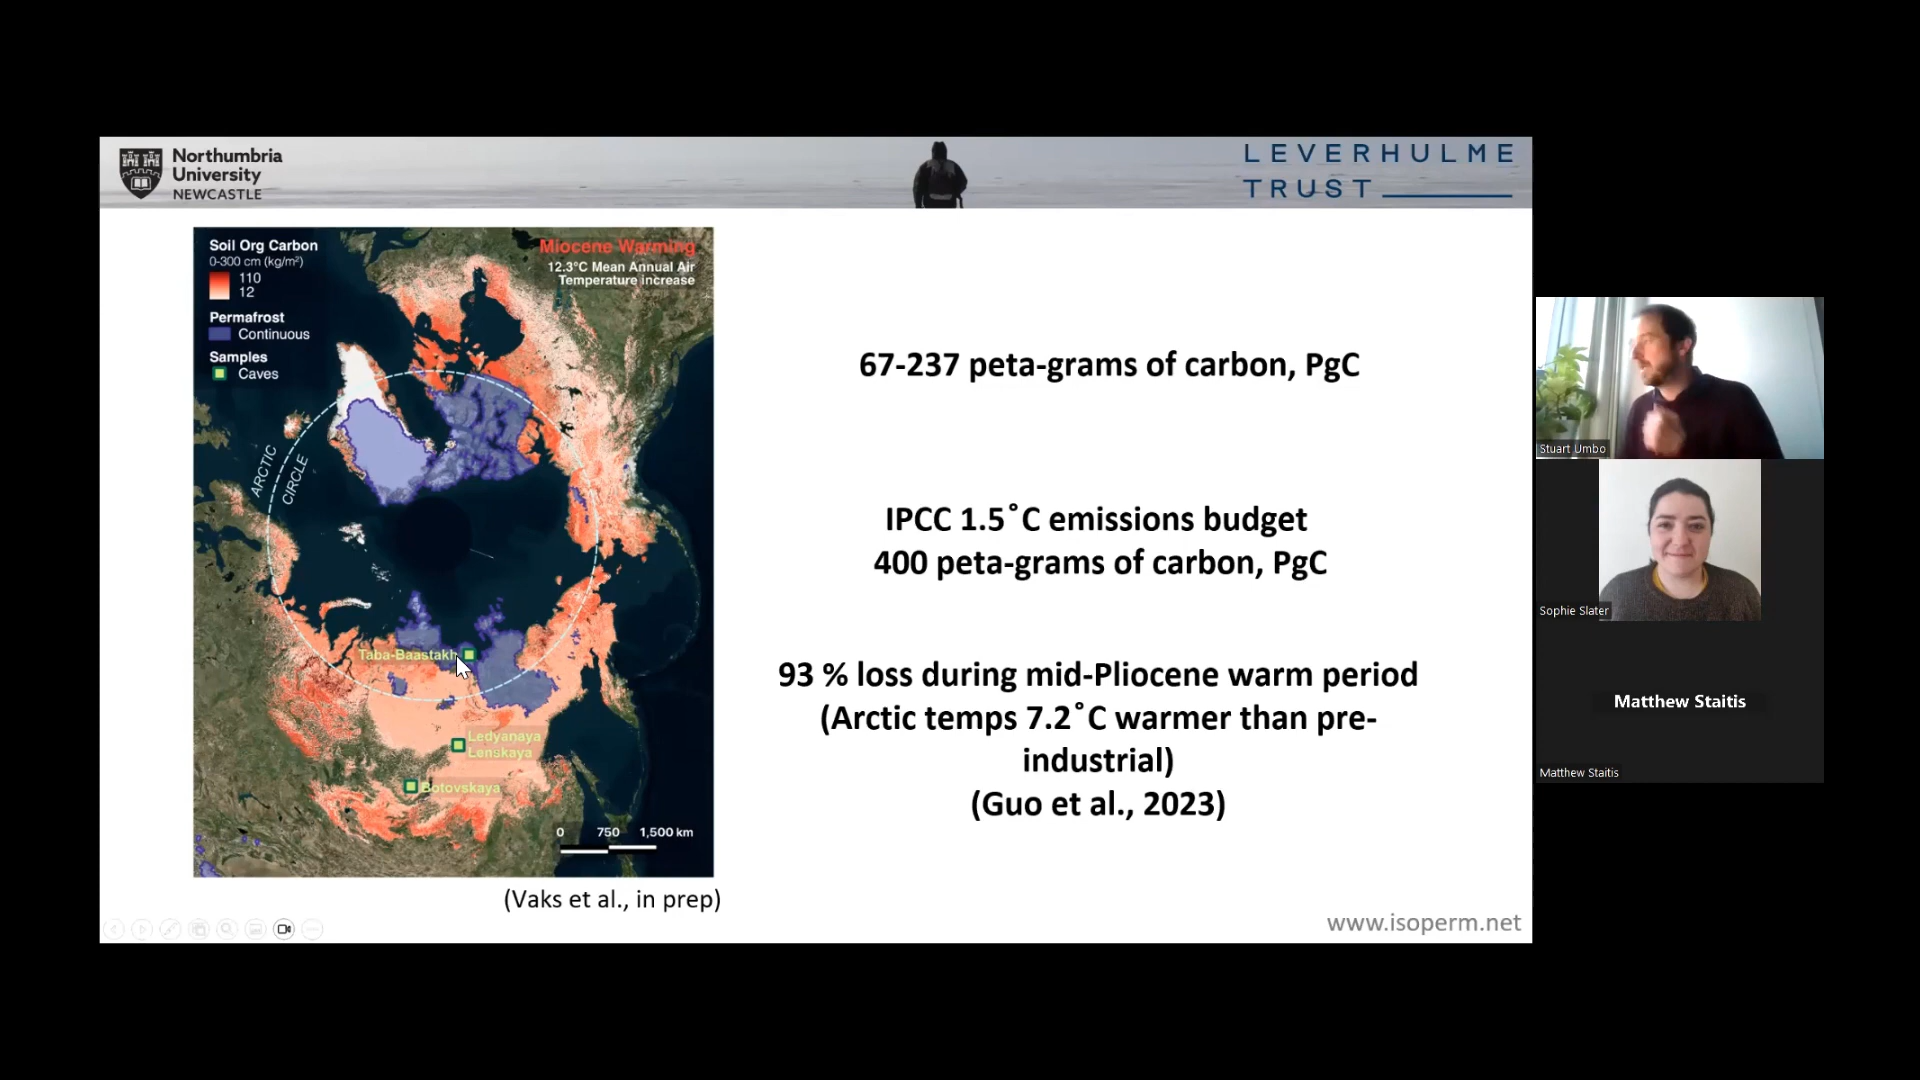 Northumbria
University
NEWCASTLE
LEVERHULME
TRUST
Soil Org Carbon
0-300 cm (kg/m²)
110
12
Permafrost
Continuous
Samples
Caves
Miocene Warming
12.3°C Mean Annual Air
Temperature increase
ARCTIC
CIRCLE
Taba-Baastakh
Ledyanaya
Lenskaya
Botovskaya
0 750 1,500 km
(Vaks et al., in prep)
67-237 peta-grams of carbon, PgC
IPCC 1.5˚C emissions budget
400 peta-grams of carbon, PgC
93 % loss during mid-Pliocene warm period
(Arctic temps 7.2˚C warmer than pre-
industrial)
(Guo et al., 2023)
www.isoperm.net
Stuart Umbo
Sophie Slater
Matthew Staitis
Matthew Staitis